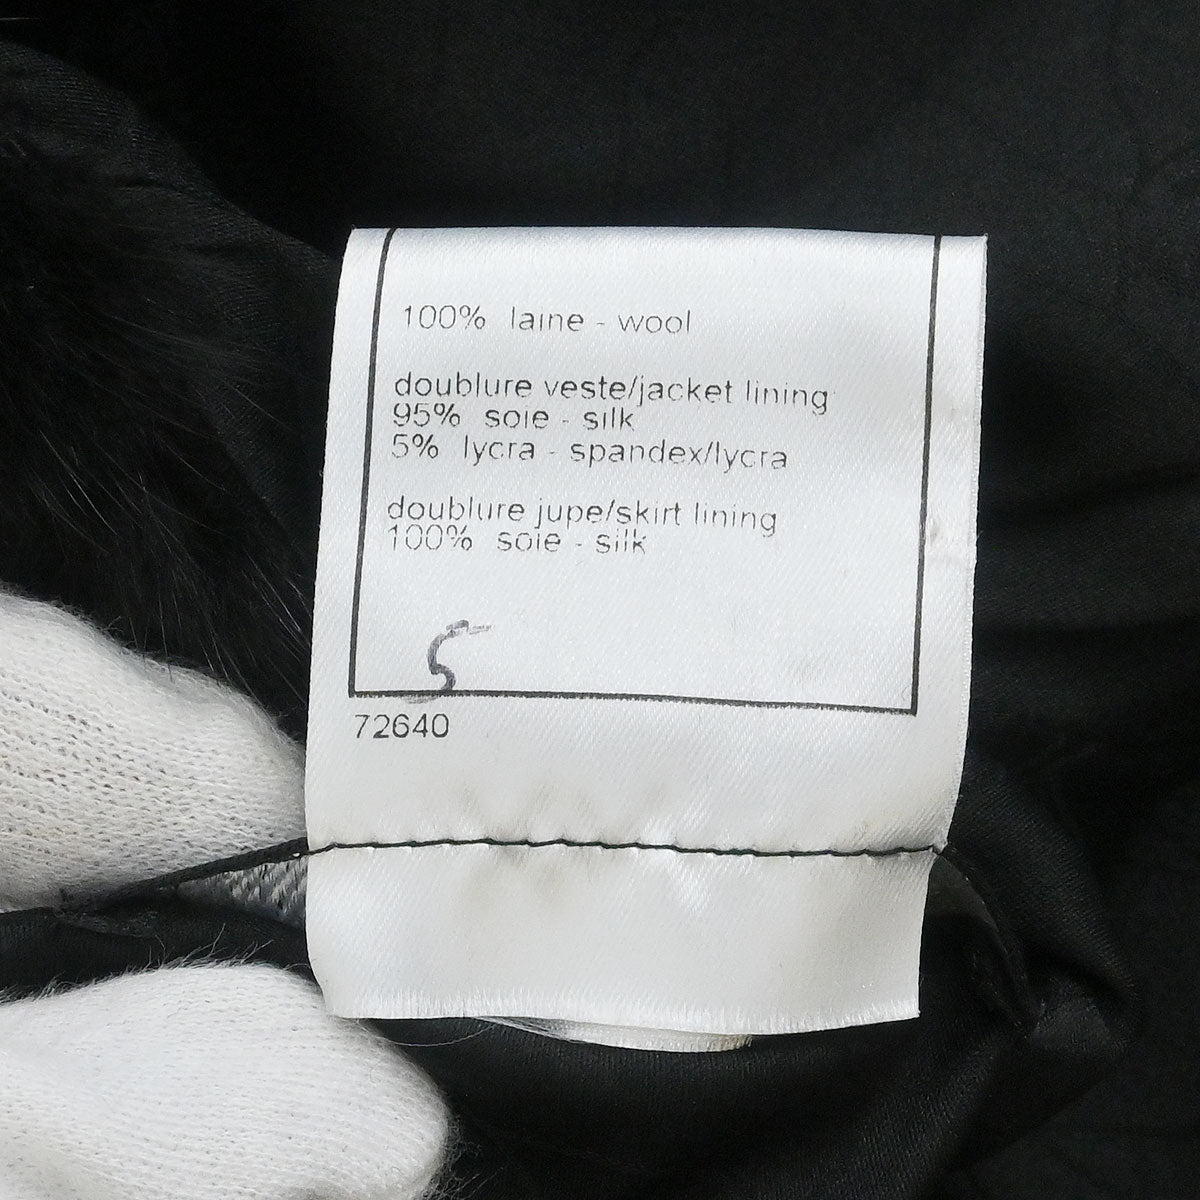 100% laine - wool
doublure veste/jacket lining
95% soie - silk
5% lycra - spandex/lycra
doublure jupe/skirt lining
100% soie - silk
5
72640